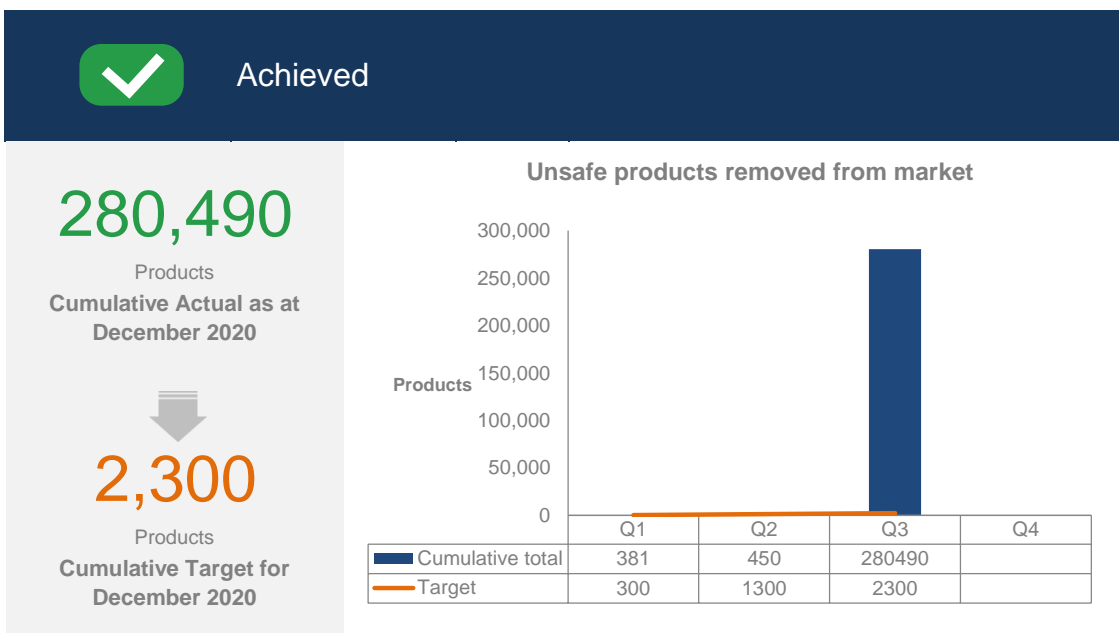 Achieved
280,490
Products
Cumulative Actual as at
December 2020
2,300
Products
Cumulative Target for
December 2020
Unsafe products removed from market
Products
300,000
250,000
200,000
150,000
100,000
50,000
0
Q1 Q2 Q3 Q4
Cumulative total 381 450 280490
Target 300 1300 2300